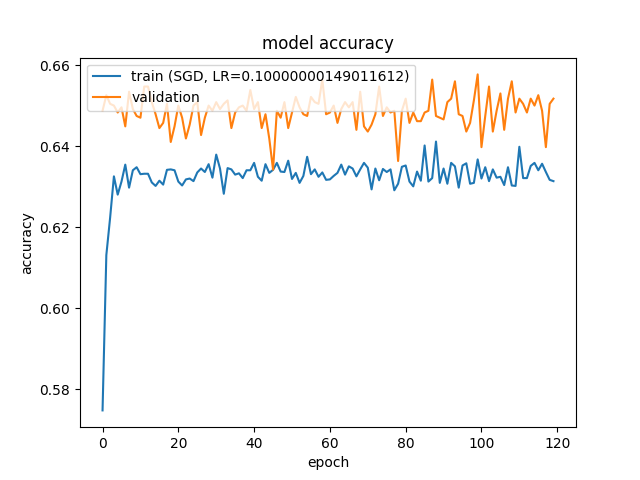 model accuracy
train (SGD, LR=0.10000000149011612)
validation
0.66
0.64
0.62
0.60
0.58
accuracy
0
20
40
60
80
100
120
epoch